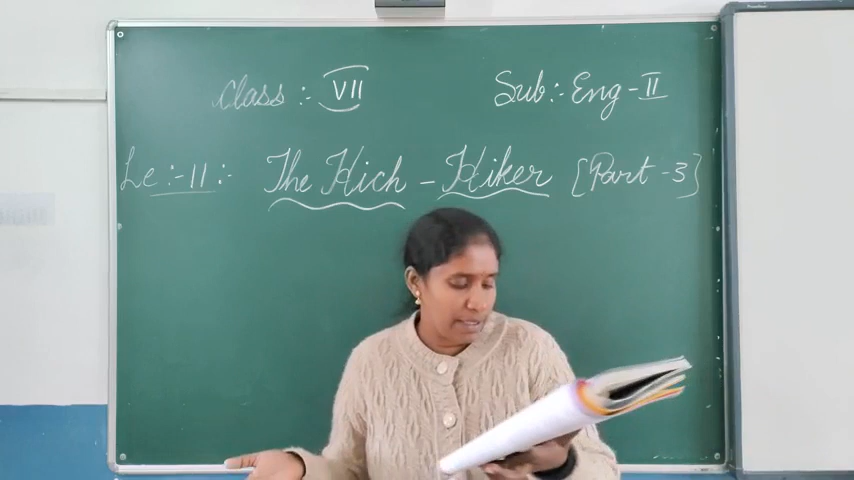 Class :- VII
Sub:- Eng - II
Le :- 11 :- The Hich - Hiker [Part - 3]